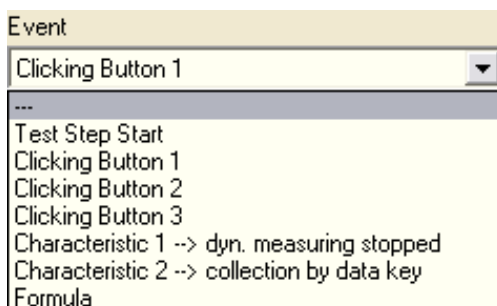 Event
Clicking Button 1
---
Test Step Start
Clicking Button 1
Clicking Button 2
Clicking Button 3
Characteristic 1 --> dyn. measuring stopped
Characteristic 2 --> collection by data key
Formula